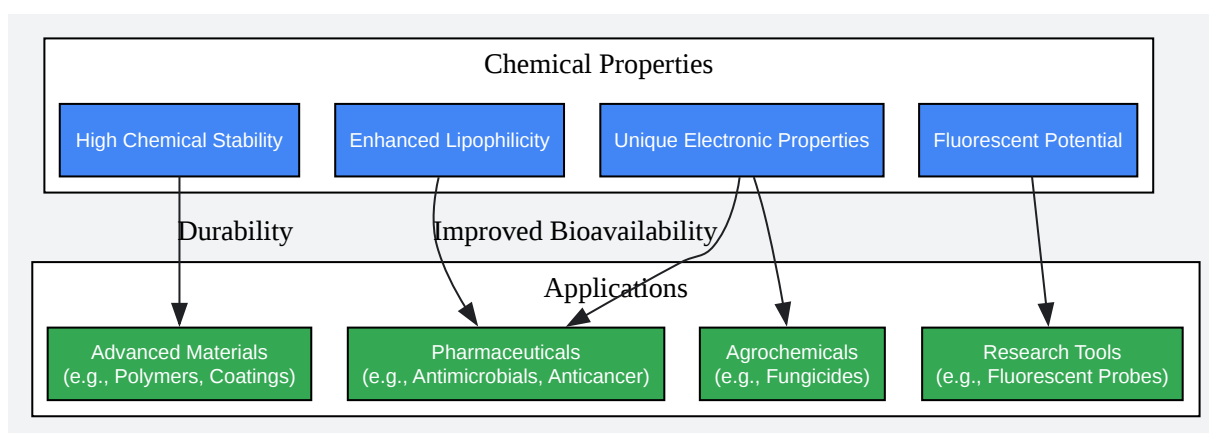 Chemical Properties
High Chemical Stability
Enhanced Lipophilicity
Unique Electronic Properties
Fluorescent Potential
Durability
Improved Bioavailability
Applications
Advanced Materials
(e.g., Polymers, Coatings)
Pharmaceuticals
(e.g., Antimicrobials, Anticancer)
Agrochemicals
(e.g., Fungicides)
Research Tools
(e.g., Fluorescent Probes)